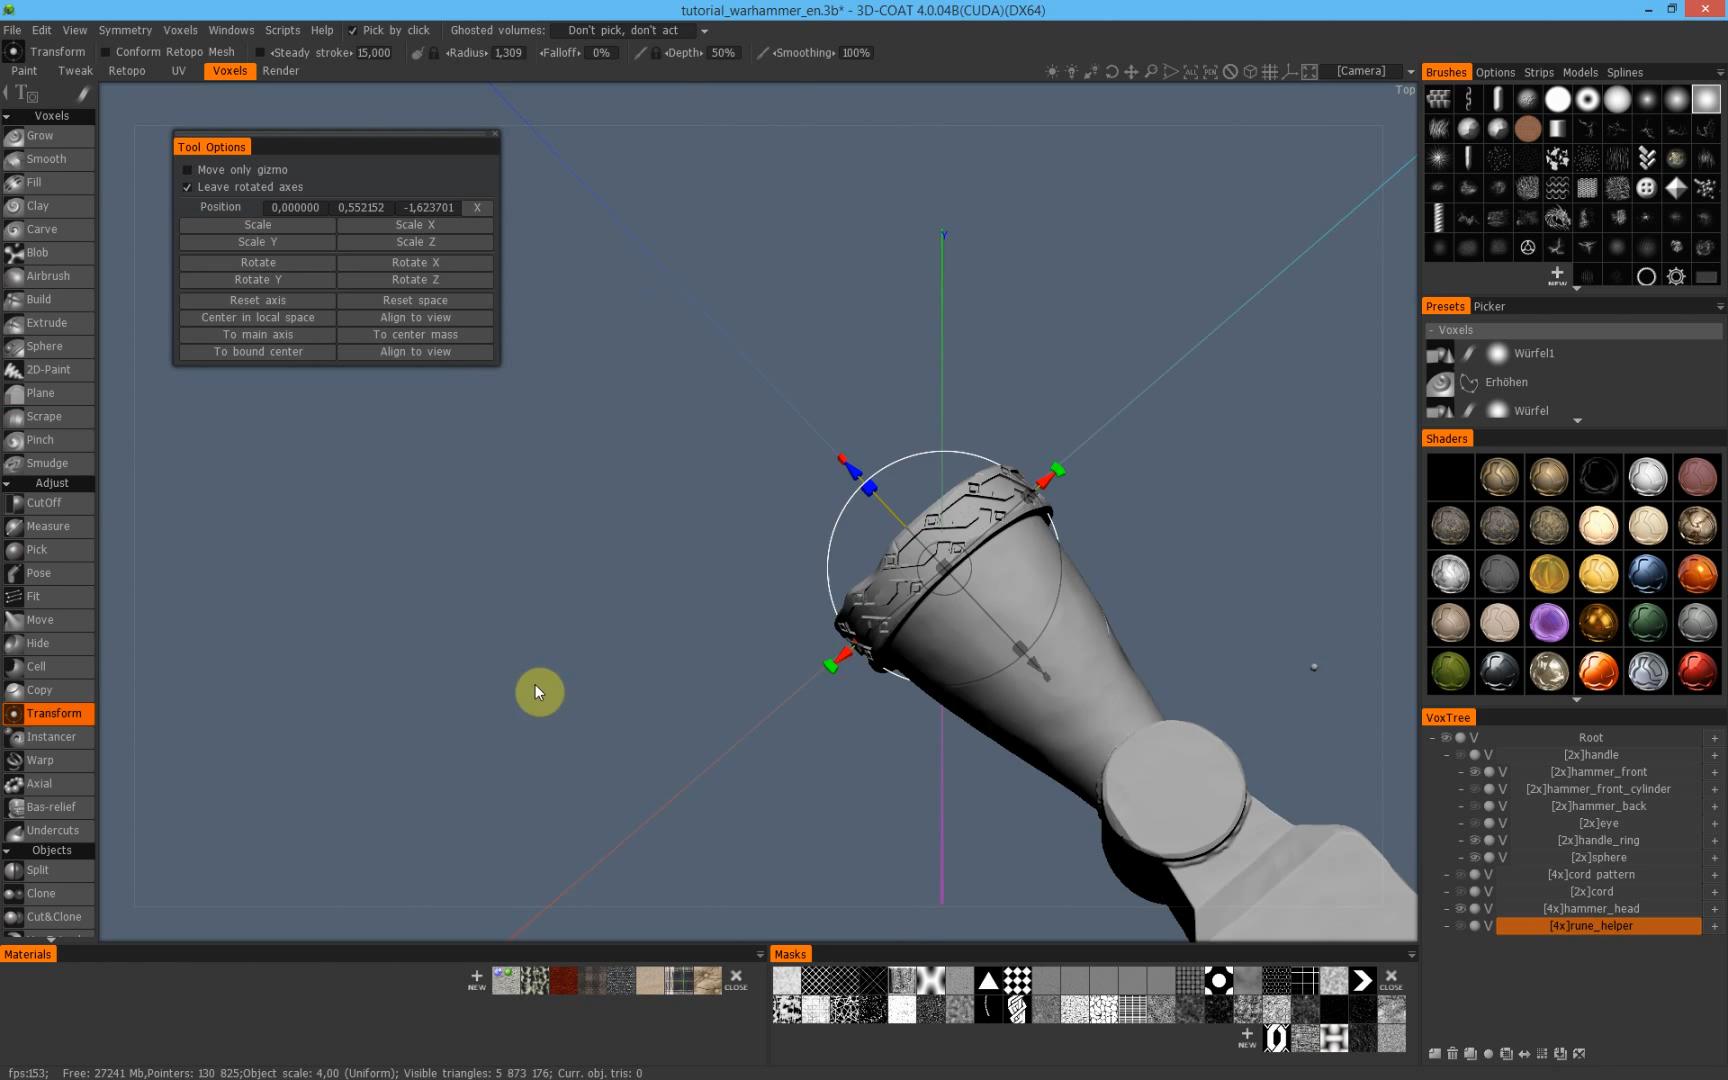 tutorial_warhammer_en.3b* - 3D-COAT 4.0.04B(CUDA)(DX64)
File Edit View Symmetry Voxels Windows Scripts Help Pick by click Ghosted volumes: Don't pick, don't act
Transform Conform Retopo Mesh Steady stroke 15,000 Radius: 1,309 Falloff: 0% Depth: 50% Smoothing: 100%
Paint Tweak Retopo UV Voxels Render [Camera]
Brushes Options Strips Models Splines
Top
Voxels
Grow
Smooth
Fill
Clay
Carve
Blob
Airbrush
Build
Extrude
Sphere
2D-Paint
Plane
Scrape
Pinch
Smudge
Adjust
CutOff
Measure
Pick
Pose
Fit
Move
Hide
Cell
Copy
Transform
Instancer
Warp
Axial
Bas-relief
Undercuts
Objects
Split
Clone
Cut&Clone
Tool Options
Move only gizmo
Leave rotated axes
Position 0,000000 0,552152 -1,623701 X
Scale Scale X
Scale Y Scale Z
Rotate Rotate X
Rotate Y Rotate Z
Reset axis Reset space
Center in local space Align to view
To main axis To center mass
To bound center Align to view
Y
NEW
Presets Picker
- Voxels
Würfel1
Erhöhen
Würfel
Shaders
VoxTree
Root
[2x]handle
[2x]hammer_front
[2x]hammer_front_cylinder
[2x]hammer_back
[2x]eye
[2x]handle_ring
[2x]sphere
[4x]cord pattern
[2x]cord
[4x]hammer_head
[4x]rune_helper
Materials
NEW
CLOSE
Masks
CLOSE
NEW
fps:153; Free: 27241 Mb,Pointers: 130 825;Object scale: 4,00 (Uniform); Visible triangles: 5 873 176; Curr. obj. tris: 0